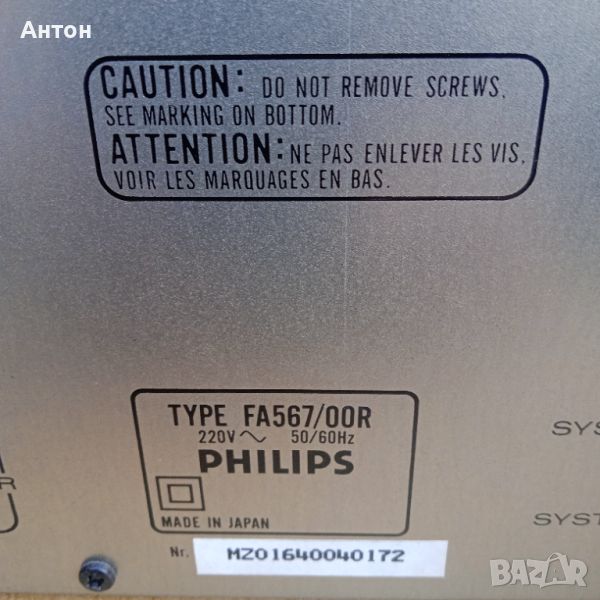 Антон
CAUTION: DO NOT REMOVE SCREWS.
SEE MARKING ON BOTTOM.
ATTENTION: NE PAS ENLEVER LES VIS.
VOIR LES MARQUAGES EN BAS.
TYPE FA567/00R
220V~ 50/60Hz
PHILIPS
MADE IN JAPAN
Nr. MZ01640040172
SYS
SYST
R
BAZAR